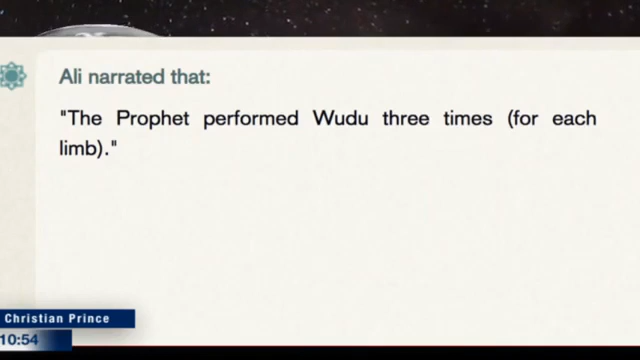 Ali narrated that:
"The Prophet performed Wudu three times (for each
limb)."
Christian Prince
10:54